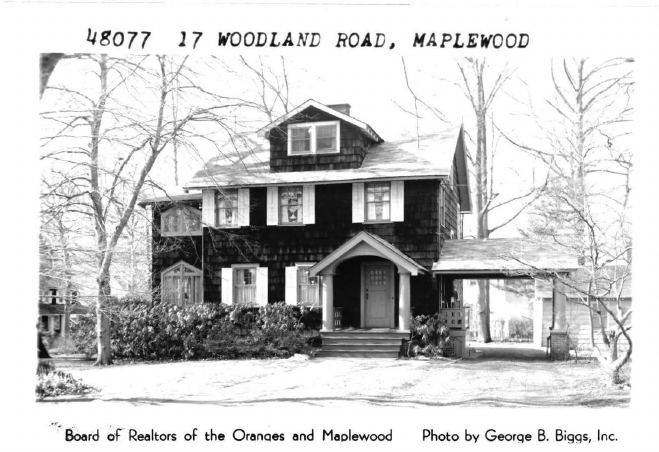 48077 17 WOODLAND ROAD, MAPLEWOOD
Board of Realtors of the Oranges and Maplewood Photo by George B. Biggs, Inc.